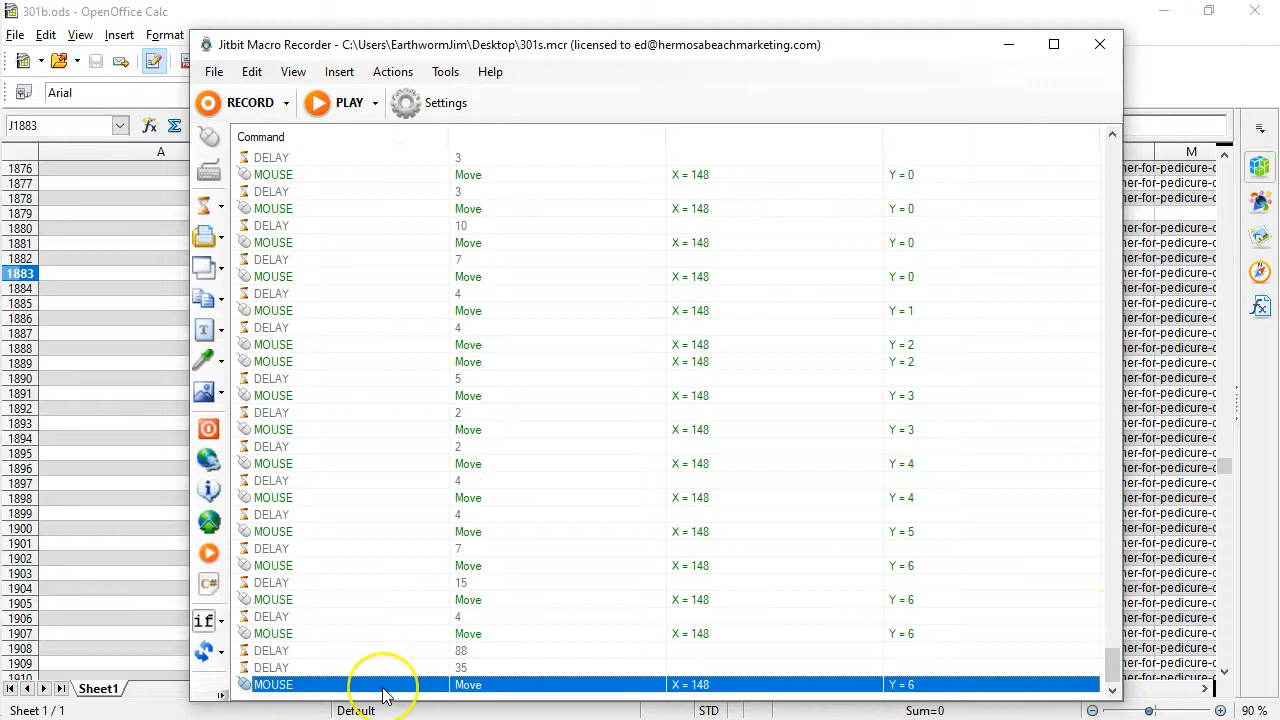 301b.ods - OpenOffice Calc
File Edit View Insert Format
Arial
J1883
A
M
1876
1877
1878
1879
1880
1881
1882
1883
1884
1885
1886
1887
1888
1889
1890
1891
1892
1893
1894
1895
1896
1897
1898
1899
1900
1901
1902
1903
1904
1905
1906
1907
1908
1909
1910
Jitbit Macro Recorder - C:\Users\EarthwormJim\Desktop\301s.mcr (licensed to ed@hermosabeachmarketing.com)
File Edit View Insert Actions Tools Help
RECORD PLAY Settings
Command
DELAY 3
MOUSE Move X = 148 Y = 0
DELAY 3
MOUSE Move X = 148 Y = 0
DELAY 10
MOUSE Move X = 148 Y = 0
DELAY 7
MOUSE Move X = 148 Y = 0
DELAY 4
MOUSE Move X = 148 Y = 1
DELAY 4
MOUSE Move X = 148 Y = 2
MOUSE Move X = 148 Y = 2
DELAY 5
MOUSE Move X = 148 Y = 3
DELAY 2
MOUSE Move X = 148 Y = 3
DELAY 2
MOUSE Move X = 148 Y = 4
DELAY 4
MOUSE Move X = 148 Y = 4
DELAY 4
MOUSE Move X = 148 Y = 5
DELAY 7
MOUSE Move X = 148 Y = 6
DELAY 15
MOUSE Move X = 148 Y = 6
DELAY 4
MOUSE Move X = 148 Y = 6
DELAY 88
DELAY 35
MOUSE Move X = 148 Y = 6
C#
if
Sheet1
Sheet 1 / 1 Default STD Sum=0 90 %